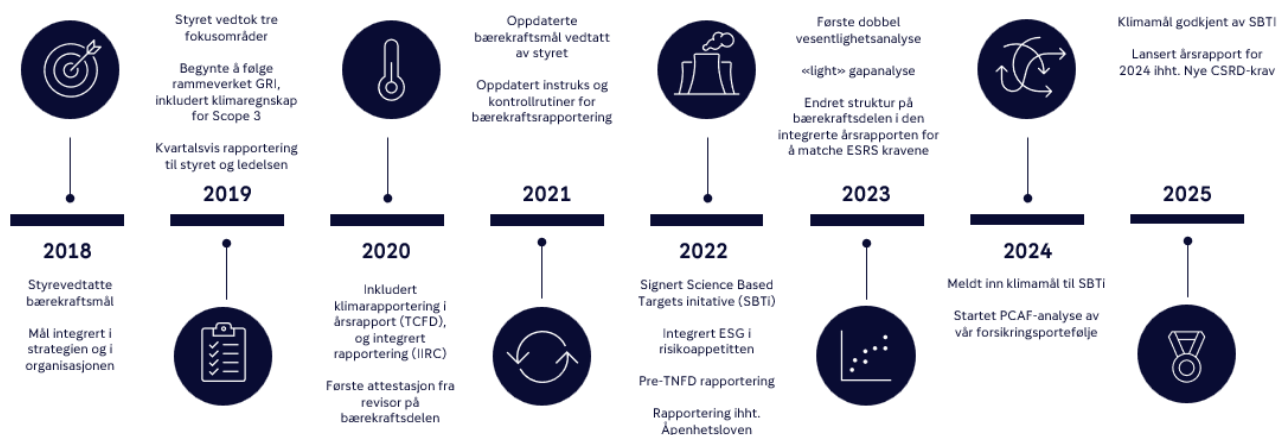 2018
Styrevedtatte
bærekraftsmål
Mål integrert i
strategien og i
organisasjonen
Styret vedtok tre
fokusområder
Begynte å følge
rammeverket GRI,
inkludert klimaregnskap
for Scope 3
Kvartalsvis rapportering
til styret og ledelsen
2019
2020
Inkludert
klimarapportering i
årsrapport (TCFD),
og integrert
rapportering (IIRC)
Første attestasjon fra
revisor på
bærekraftsdelen
Oppdaterte
bærekraftsmål vedtatt
av styret
Oppdatert instruks og
kontrollrutiner for
bærekraftsrapportering
2021
2022
Signert Science Based
Targets initative (SBTi)
Integrert ESG i
risikoappetitten
Pre-TNFD rapportering
Rapportering ihht.
Åpenhetsloven
Første dobbel
vesentlighetsanalyse
«light» gapanalyse
Endret struktur på
bærekraftsdelen i den
integrerte årsrapporten for
å matche ESRS kravene
2023
2024
Meldt inn klimamål til SBTi
Startet PCAF-analyse av
vår forsikringsportefølje
Klimamål godkjent av SBTI
Lansert årsrapport for
2024 ihht. Nye CSRD-krav
2025